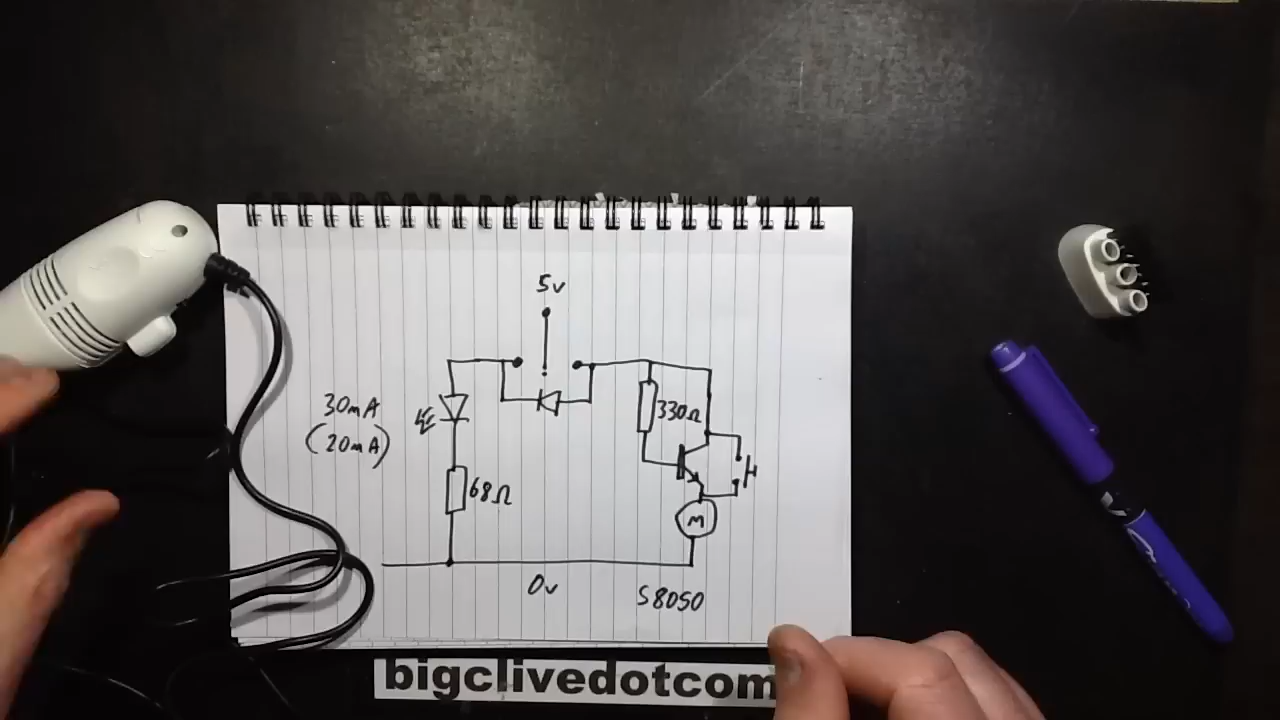 5v
30mA
(20mA)
330Ω
68Ω
M
0v
S8050
bigclivedotcom